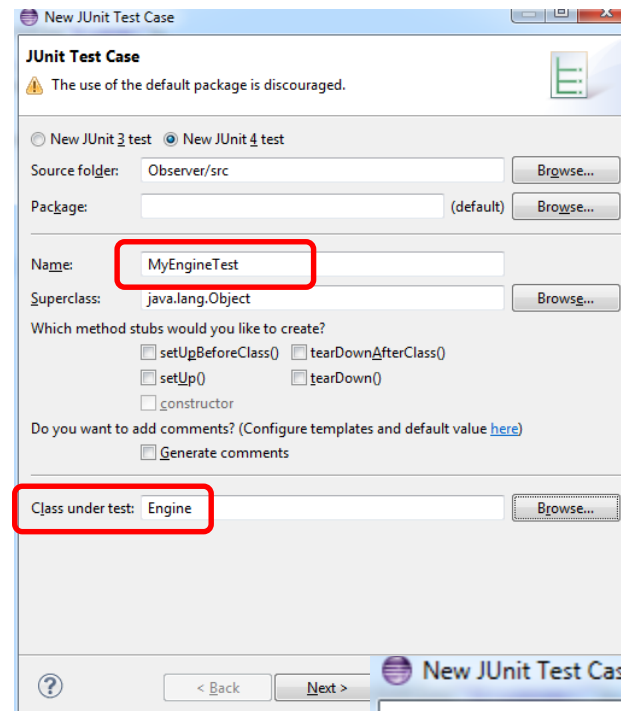 New JUnit Test Case
JUnit Test Case
The use of the default package is discouraged.
New JUnit 3 test New JUnit 4 test
Source folder: Observer/src Browse...
Package: (default) Browse...
Name: MyEngineTest
Superclass: java.lang.Object Browse...
Which method stubs would you like to create?
setUpBeforeClass() tearDownAfterClass()
setUp() tearDown()
constructor
Do you want to add comments? (Configure templates and default value here)
Generate comments
Class under test: Engine Browse...
? < Back Next >
New JUnit Test Cas